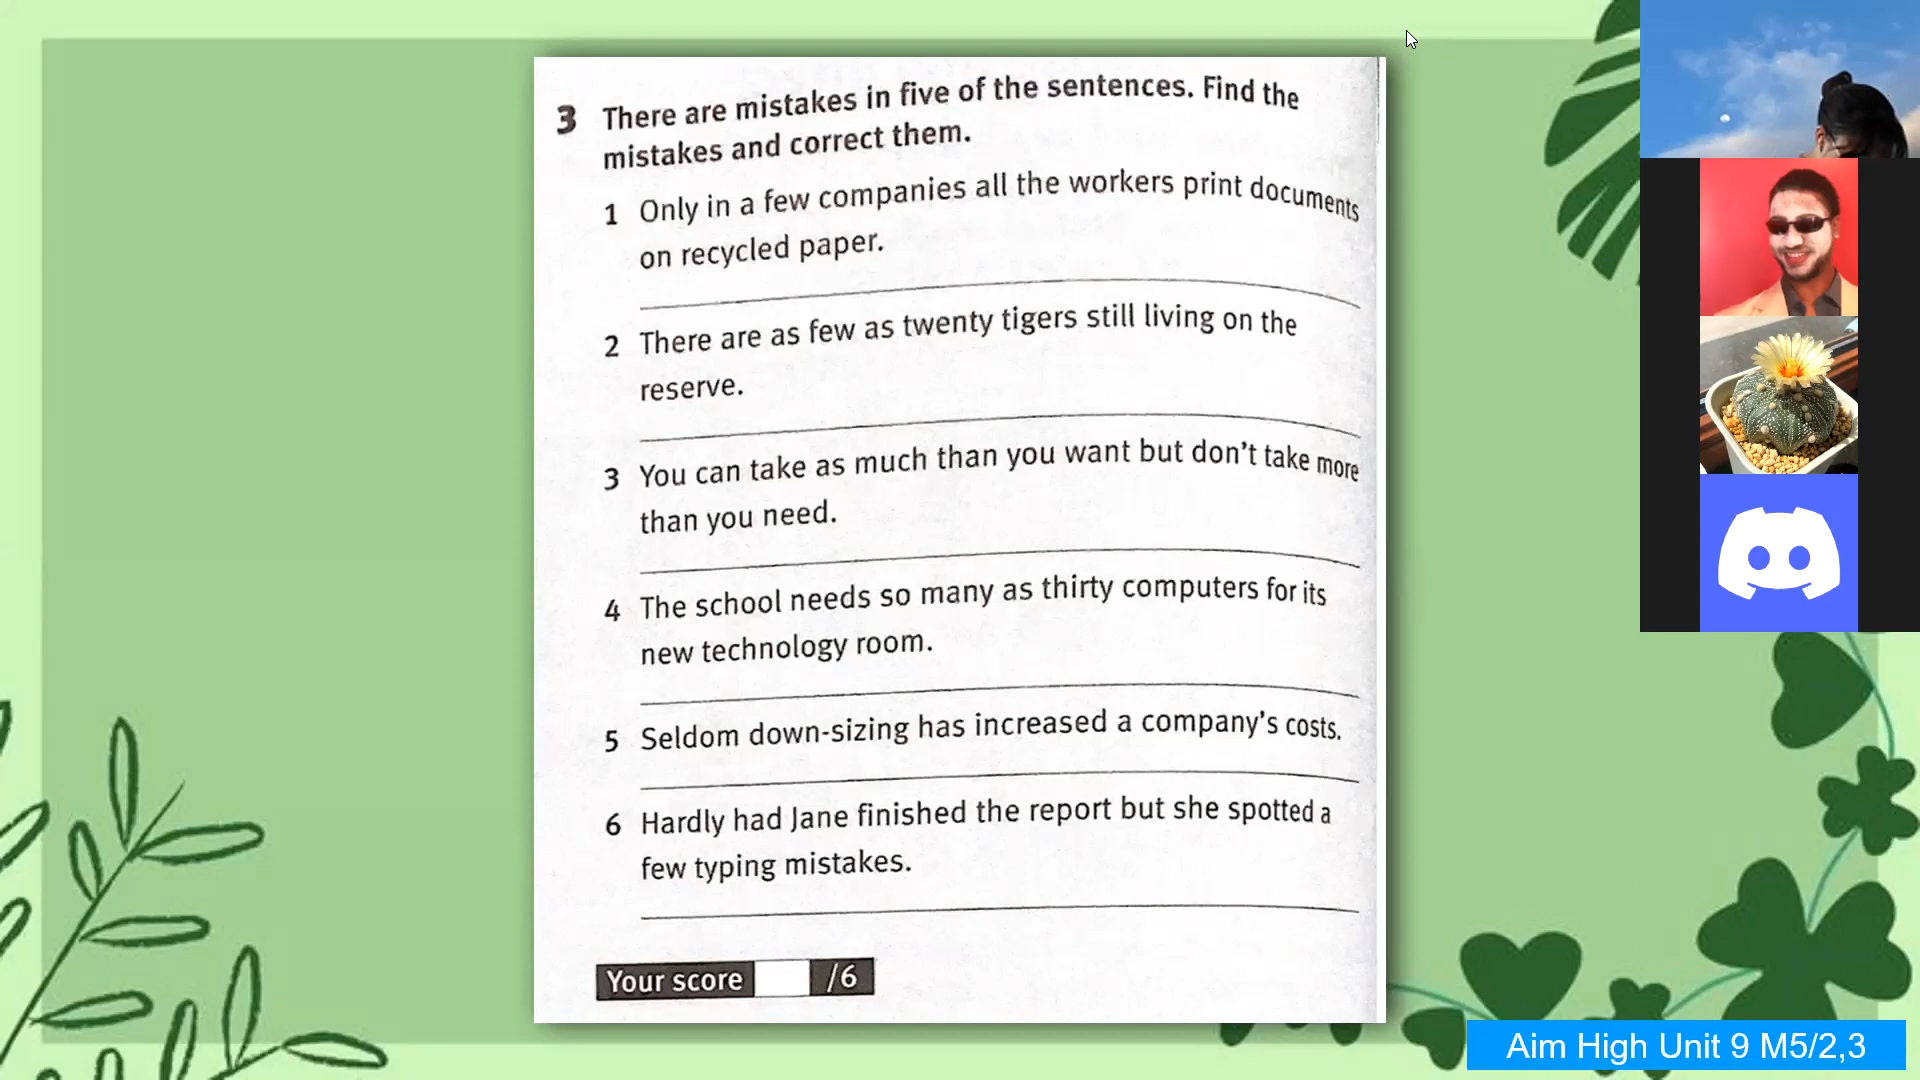 3 There are mistakes in five of the sentences. Find the
mistakes and correct them.
1 Only in a few companies all the workers print documents
on recycled paper.
2 There are as few as twenty tigers still living on the
reserve.
3 You can take as much than you want but don't take more
than you need.
4 The school needs so many as thirty computers for its
new technology room.
5 Seldom down-sizing has increased a company's costs.
6 Hardly had Jane finished the report but she spotted a
few typing mistakes.
Your score /6
Aim High Unit 9 M5/2,3